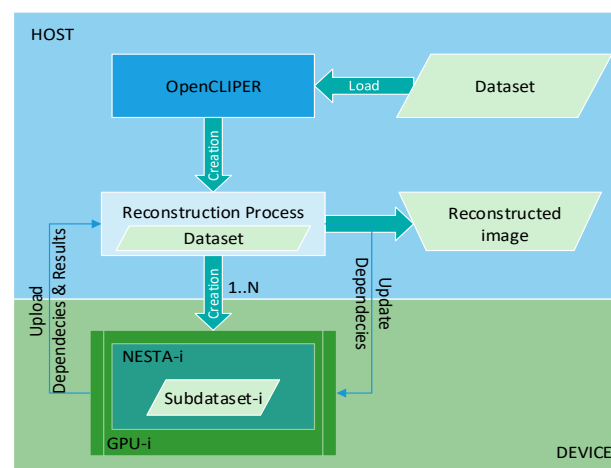 HOST
OpenCLIPER
Load
Dataset
Creation
Reconstruction Process
Dataset
Reconstructed
image
Creation
1..N
Upload
Dependecies & Results
Update
Dependecies
NESTA-i
Subdataset-i
GPU-i
DEVICE